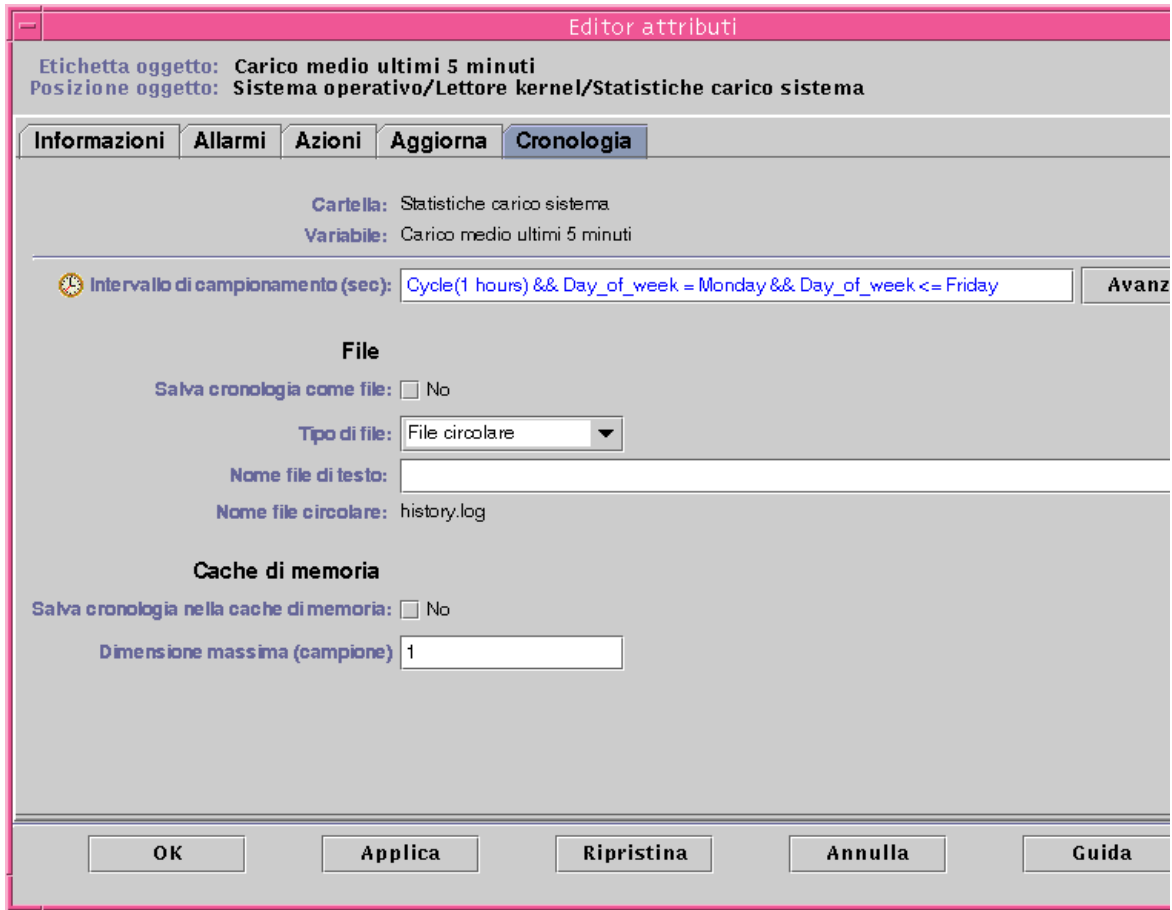 Editor attributi
Etichetta oggetto: Carico medio ultimi 5 minuti
Posizione oggetto: Sistema operativo/Lettore kernel/Statistiche carico sistema
Informazioni Allarmi Azioni Aggiorna Cronologia
Cartella: Statistiche carico sistema
Variabile: Carico medio ultimi 5 minuti
Intervallo di campionamento (sec): Cycle(1 hours) && Day_of_week = Monday && Day_of_week <= Friday Avanz
File
Salva cronologia come file: No
Tipo di file: File circolare
Nome file di testo:
Nome file circolare: history.log
Cache di memoria
Salva cronologia nella cache di memoria: No
Dimensione massima (campione) 1
OK Applica Ripristina Annulla Guida